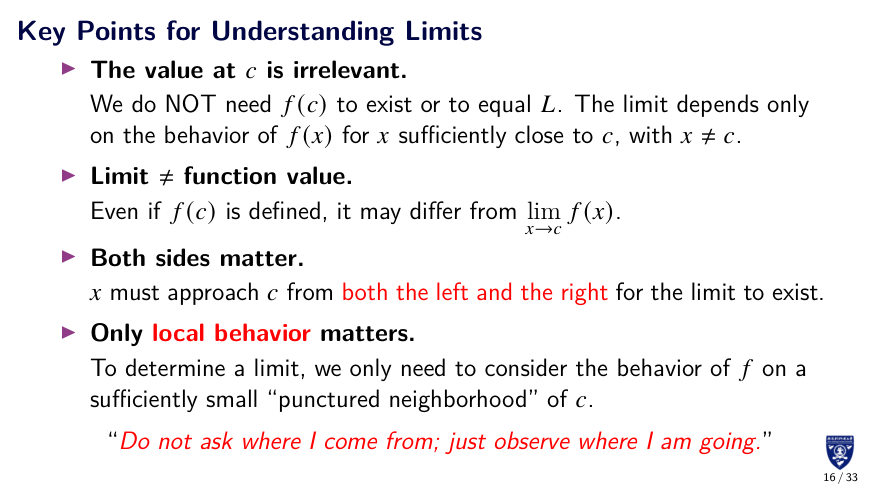 Key Points for Understanding Limits
▶ The value at c is irrelevant.
We do NOT need f(c) to exist or to equal L. The limit depends only
on the behavior of f(x) for x sufficiently close to c, with x ≠ c.
▶ Limit ≠ function value.
Even if f(c) is defined, it may differ from lim f(x).
x→c
▶ Both sides matter.
x must approach c from both the left and the right for the limit to exist.
▶ Only local behavior matters.
To determine a limit, we only need to consider the behavior of f on a
sufficiently small “punctured neighborhood” of c.
“Do not ask where I come from; just observe where I am going.”
16 / 33